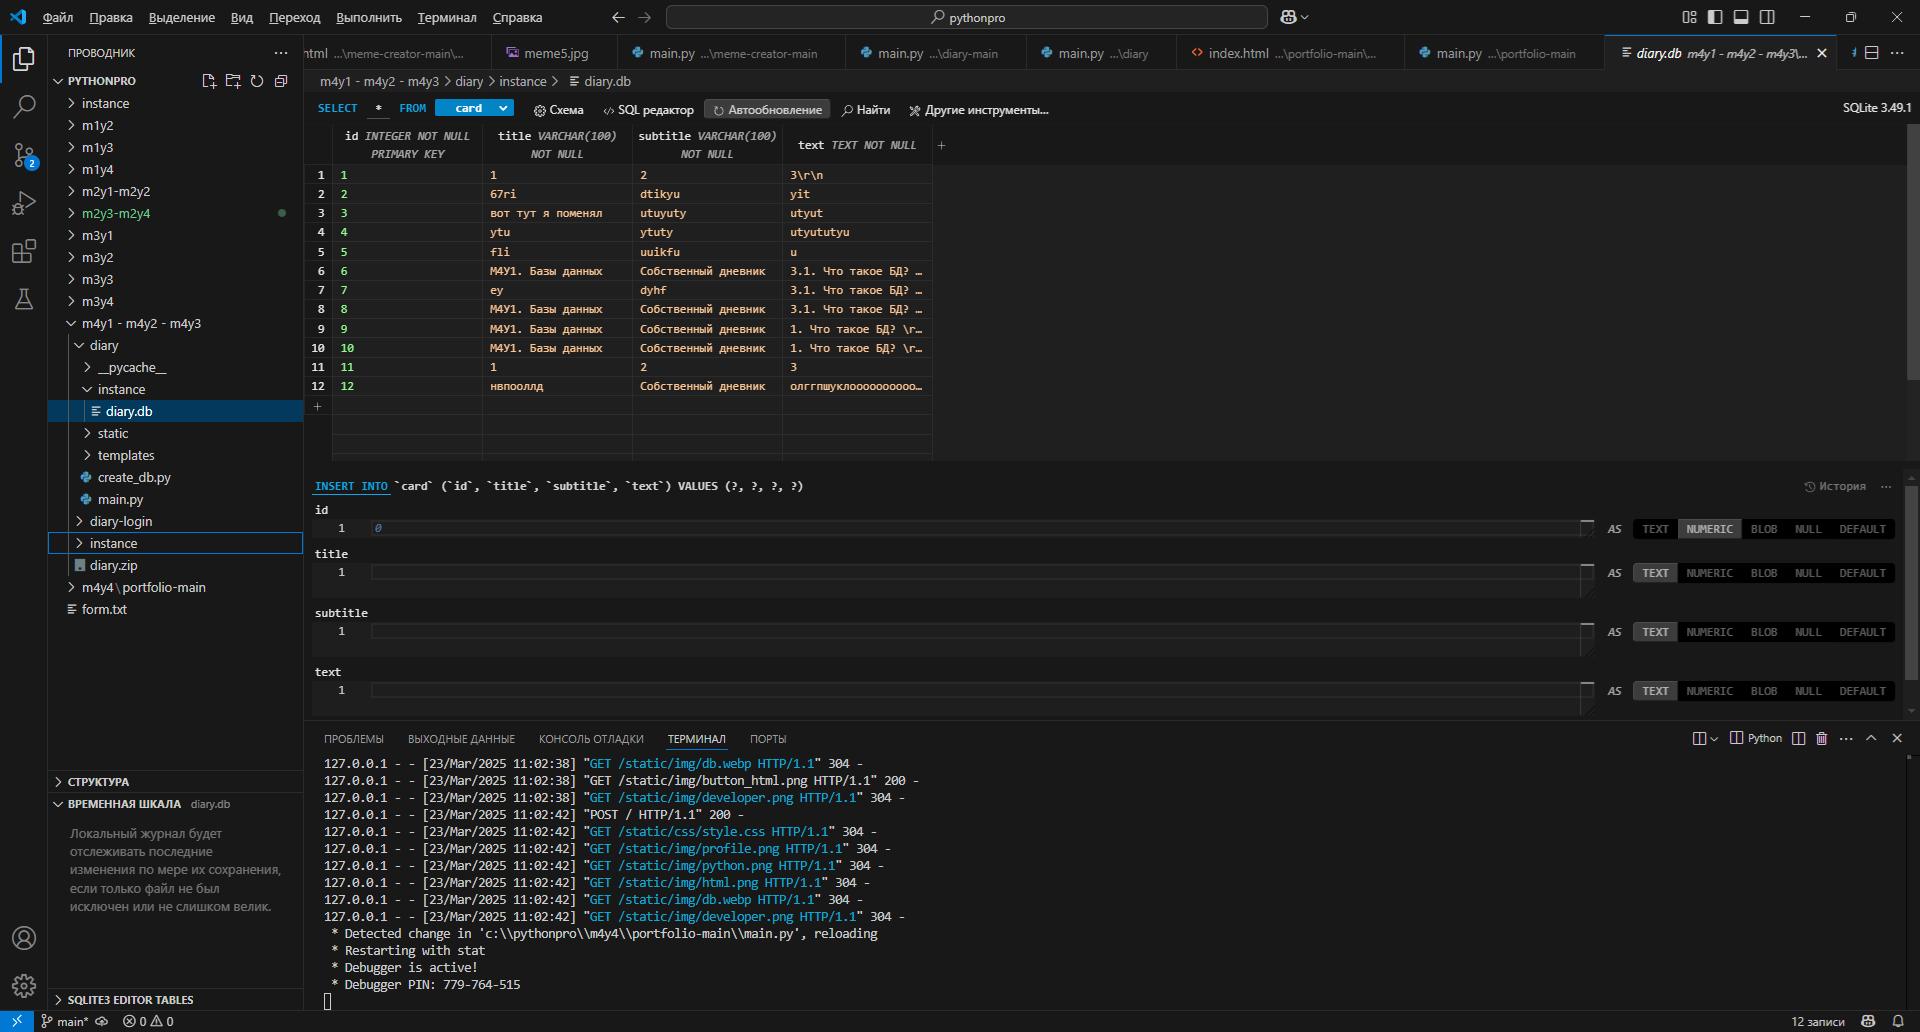 Файл Правка Выделение Вид Переход Выполнить Терминал Справка
pythonpro
ПРОВОДНИК
html ...\meme-creator-main\... meme5.jpg main.py ...\meme-creator-main main.py ...\diary-main main.py ...\diary index.html ...\portfolio-main\... main.py ...\portfolio-main diary.db m4y1 - m4y2 - m4y3\...
PYTHONPRO
instance
m1y2
m1y3
m1y4
m2y1-m2y2
m2y3-m2y4
m3y1
m3y2
m3y3
m3y4
m4y1 - m4y2 - m4y3
diary
__pycache__
instance
diary.db
static
templates
create_db.py
main.py
diary-login
instance
diary.zip
m4y4\portfolio-main
form.txt
СТРУКТУРА
ВРЕМЕННАЯ ШКАЛА diary.db
Локальный журнал будет
отслеживать последние
изменения по мере их сохранения,
если только файл не был
исключен или не слишком велик.
SQLITE3 EDITOR TABLES
m4y1 - m4y2 - m4y3 > diary > instance > diary.db
SELECT * FROM card Схема SQL редактор Автообновление Найти Другие инструменты... SQLite 3.49.1
id INTEGER NOT NULL PRIMARY KEY title VARCHAR(100) NOT NULL subtitle VARCHAR(100) NOT NULL text TEXT NOT NULL +
1 1 1 2 3\r\n
2 2 67ri dtikyu yit
3 3 вот тут я поменял utuyuty utyut
4 4 ytu ytuty utyututyu
5 5 fli uuikfu u
6 6 М4У1. Базы данных Собственный дневник 3.1. Что такое БД? …
7 7 ey dyhf 3.1. Что такое БД? …
8 8 М4У1. Базы данных Собственный дневник 3.1. Что такое БД? …
9 9 М4У1. Базы данных Собственный дневник 1. Что такое БД? \r…
10 10 М4У1. Базы данных Собственный дневник 1. Что такое БД? \r…
11 11 1 2 3
12 12 нвпооллд Собственный дневник олггпшуклоооооооооо…
+
INSERT INTO `card` (`id`, `title`, `subtitle`, `text`) VALUES (?, ?, ?, ?) История ...
id
1 0 AS TEXT NUMERIC BLOB NULL DEFAULT
title
1 AS TEXT NUMERIC BLOB NULL DEFAULT
subtitle
1 AS TEXT NUMERIC BLOB NULL DEFAULT
text
1 AS TEXT NUMERIC BLOB NULL DEFAULT
ПРОБЛЕМЫ ВЫХОДНЫЕ ДАННЫЕ КОНСОЛЬ ОТЛАДКИ ТЕРМИНАЛ ПОРТЫ Python
127.0.0.1 - - [23/Mar/2025 11:02:38] "GET /static/img/db.webp HTTP/1.1" 304 -
127.0.0.1 - - [23/Mar/2025 11:02:38] "GET /static/img/button_html.png HTTP/1.1" 200 -
127.0.0.1 - - [23/Mar/2025 11:02:38] "GET /static/img/developer.png HTTP/1.1" 304 -
127.0.0.1 - - [23/Mar/2025 11:02:42] "POST / HTTP/1.1" 200 -
127.0.0.1 - - [23/Mar/2025 11:02:42] "GET /static/css/style.css HTTP/1.1" 304 -
127.0.0.1 - - [23/Mar/2025 11:02:42] "GET /static/img/profile.png HTTP/1.1" 304 -
127.0.0.1 - - [23/Mar/2025 11:02:42] "GET /static/img/python.png HTTP/1.1" 304 -
127.0.0.1 - - [23/Mar/2025 11:02:42] "GET /static/img/html.png HTTP/1.1" 304 -
127.0.0.1 - - [23/Mar/2025 11:02:42] "GET /static/img/db.webp HTTP/1.1" 304 -
127.0.0.1 - - [23/Mar/2025 11:02:42] "GET /static/img/developer.png HTTP/1.1" 304 -
* Detected change in 'c:\\pythonpro\\m4y4\\portfolio-main\\main.py', reloading
* Restarting with stat
* Debugger is active!
* Debugger PIN: 779-764-515
main* 0 0 12 записи
2